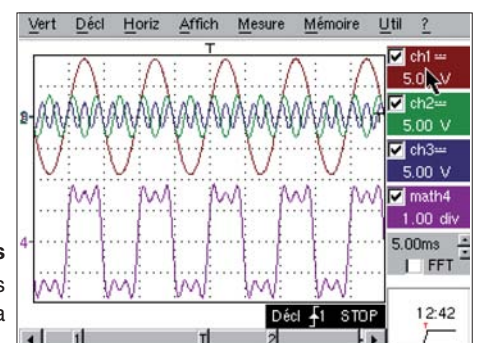 Vert Décl Horiz Affich Mesure Mémoire Util ?
T
ch1
5.00 V
ch2
5.00 V
ch3
5.00 V
math4
1.00 div
4
5.00ms
FFT
s
s
a
Décl 1 STOP
12:42
1 T 2